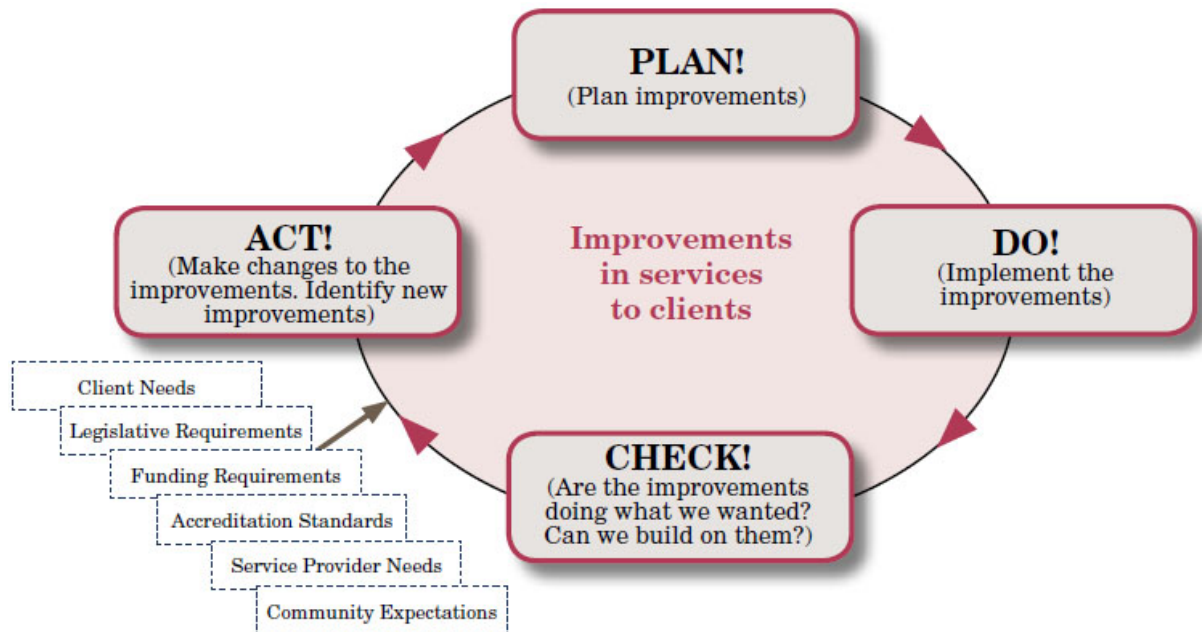 PLAN!
(Plan improvements)
ACT!
(Make changes to the
improvements. Identify new
improvements)
Improvements
in services
to clients
DO!
(Implement the
improvements)
CHECK!
(Are the improvements
doing what we wanted?
Can we build on them?)
Client Needs
Legislative Requirements
Funding Requirements
Accreditation Standards
Service Provider Needs
Community Expectations